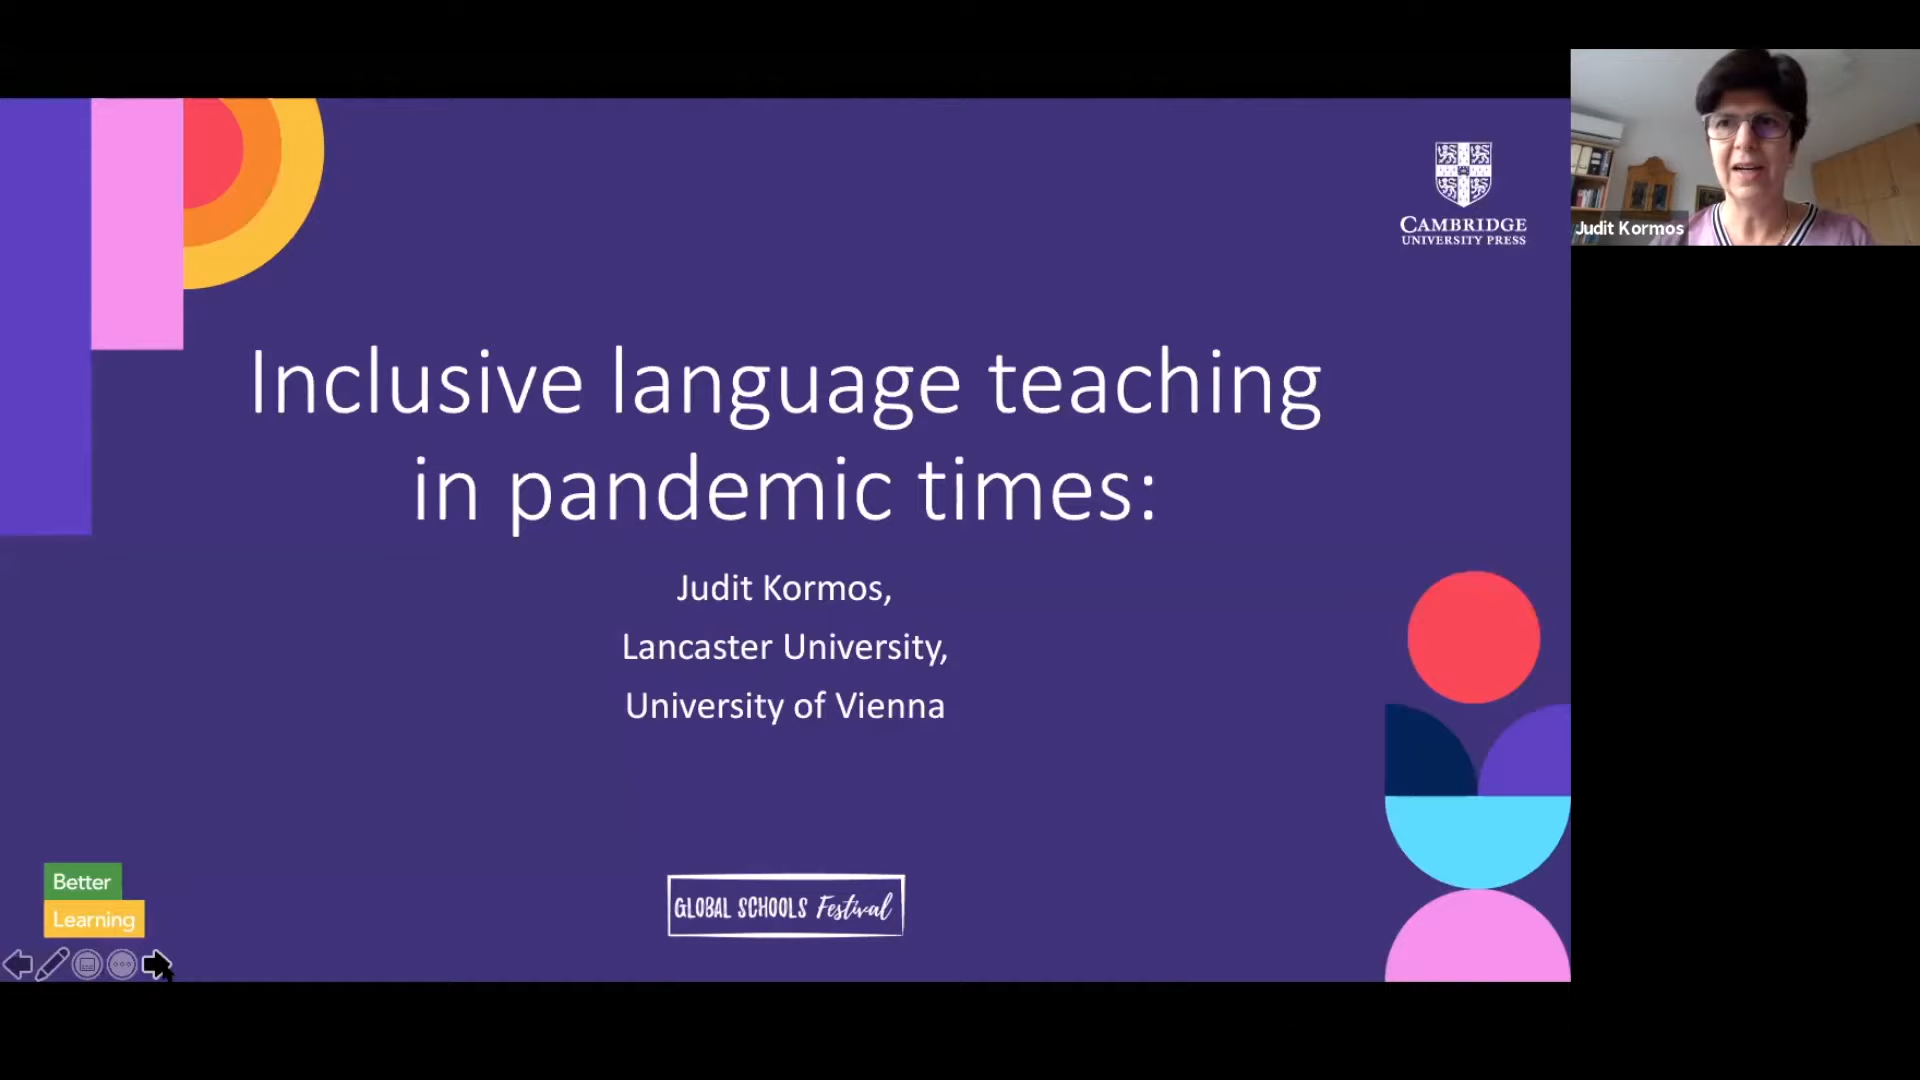 CAMBRIDGE
UNIVERSITY PRESS
Judit Kormos
Inclusive language teaching
in pandemic times:
Judit Kormos,
Lancaster University,
University of Vienna
Better
Learning
GLOBAL SCHOOLS Festival